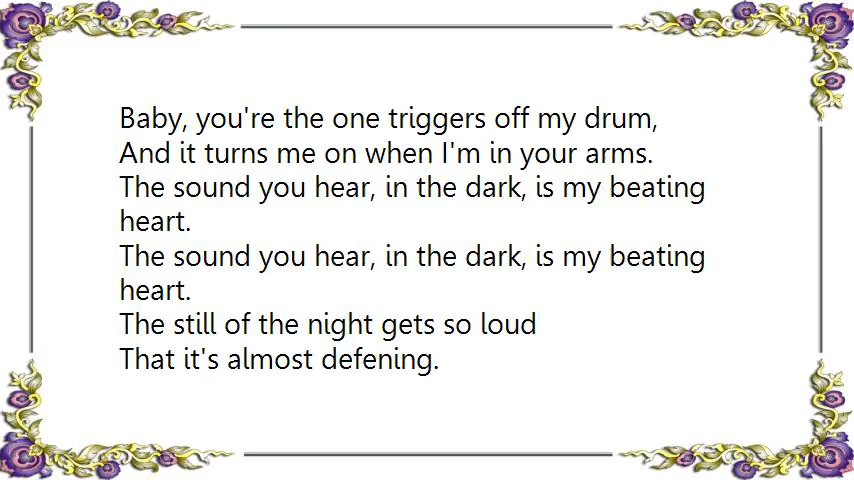 Baby, you're the one triggers off my drum,
And it turns me on when I'm in your arms.
The sound you hear, in the dark, is my beating
heart.
The sound you hear, in the dark, is my beating
heart.
The still of the night gets so loud
That it's almost defening.